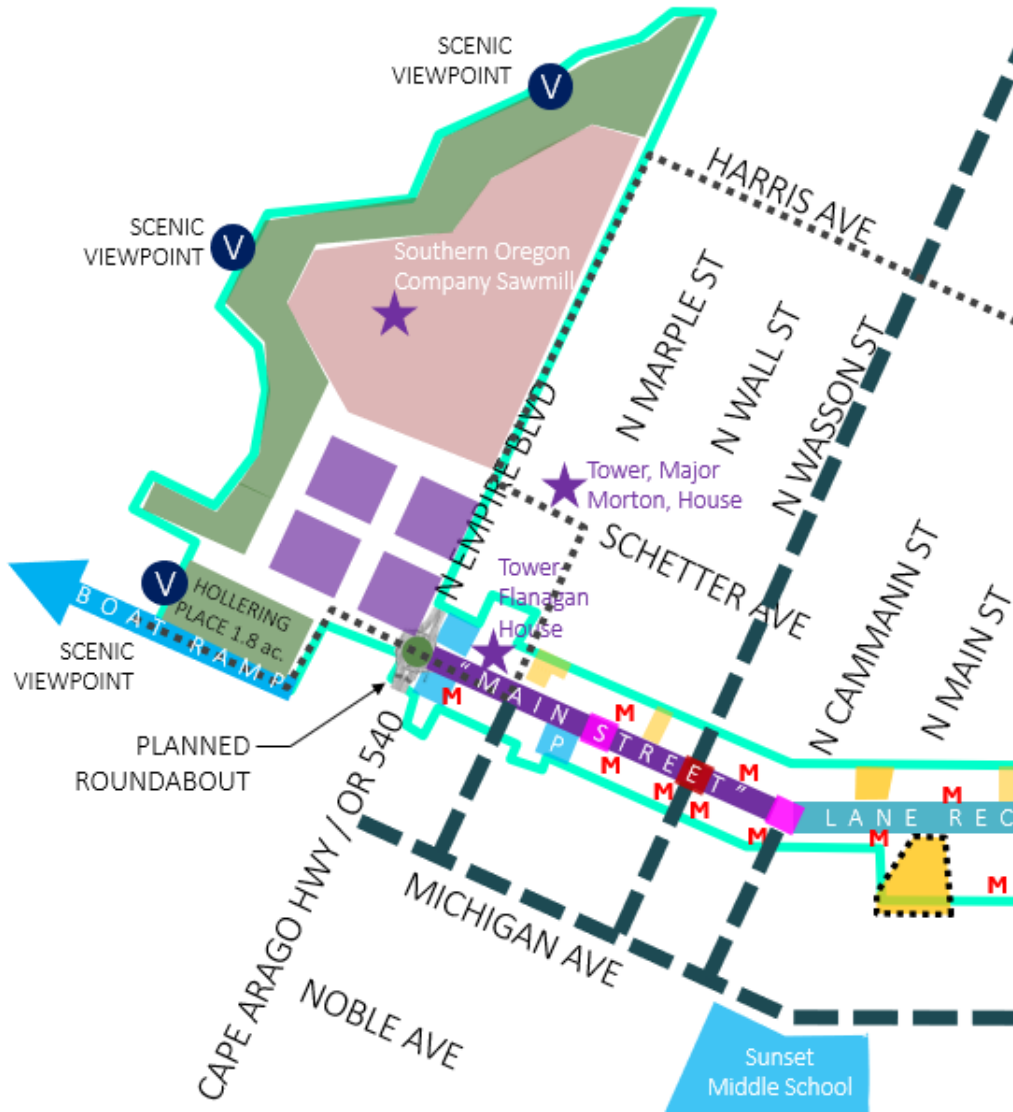 SCENIC
VIEWPOINT
V
HARRIS AVE
SCENIC
VIEWPOINT
V
Southern Oregon
Company Sawmill
N MARPLE ST
N WALL ST
N WASSON ST
N EMPIRE BLVD
Tower, Major
Morton, House
SCHETTER AVE
Tower-
Flanagan
House
V
HOLLERING
PLACE 1.8 ac.
BOAT RAMP
SCENIC
VIEWPOINT
N CAMMANN ST
N MAIN ST
"MAIN STREET"
P
M
M
M
M
M
M
M
M
M
M
PLANNED
ROUNDABOUT
LANE REC
CAPE ARAGO HWY / OR 540
MICHIGAN AVE
NOBLE AVE
Sunset
Middle School